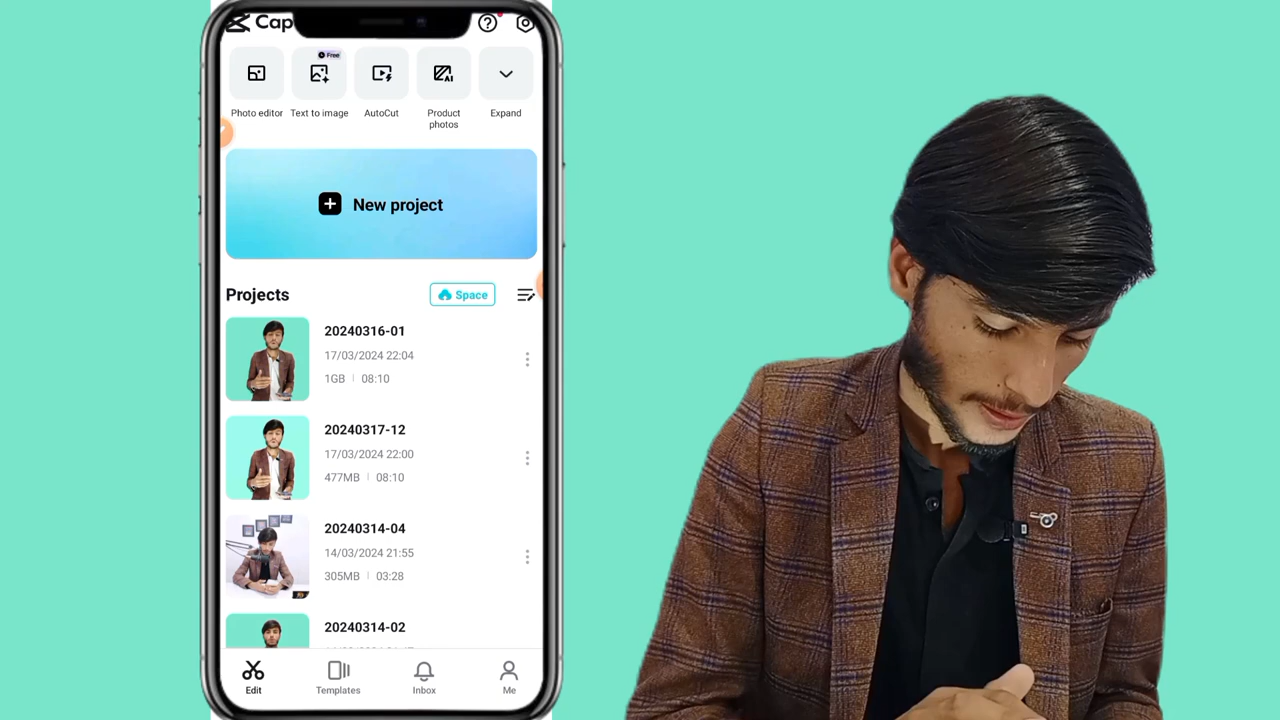 Cap
Free
Photo editor
Text to image
AutoCut
Product
photos
Expand
New project
Projects
Space
20240316-01
17/03/2024 22:04
1GB
08:10
20240317-12
17/03/2024 22:00
477MB
08:10
20240314-04
14/03/2024 21:55
305MB
03:28
20240314-02
Edit
Templates
Inbox
Me